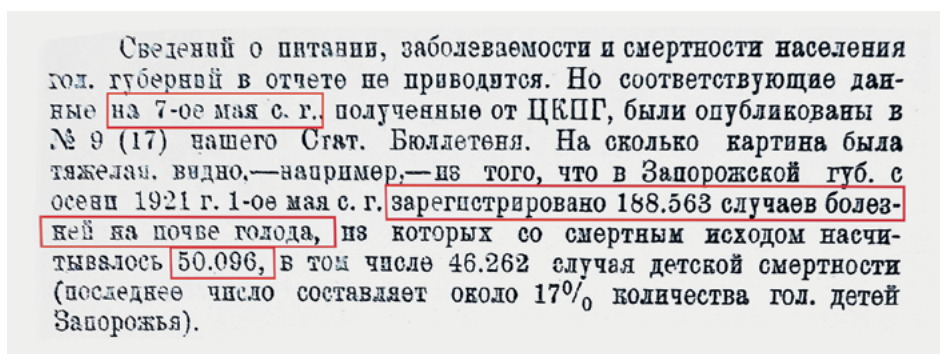 Сведений о питании, заболеваемости и смертности населения
гол. губерний в отчете не приводится. Но соответствующие дан-
ные на 7-ое мая с. г., полученные от ЦКПГ, были опубликованы в
№ 9 (17) нашего Стат. Бюллетеня. На сколько картина была
тяжелая, видно,—например,—из того, что в Запорожской губ. с
осени 1921 г. 1-ое мая с. г. зарегистрировано 188.563 случаев болез-
ней на почве голода, из которых со смертным исходом насчи-
тывалось 50.096, в том числе 46.262 случая детской смертности
(последнее число составляет около 17% количества гол. детей
Запорожья).